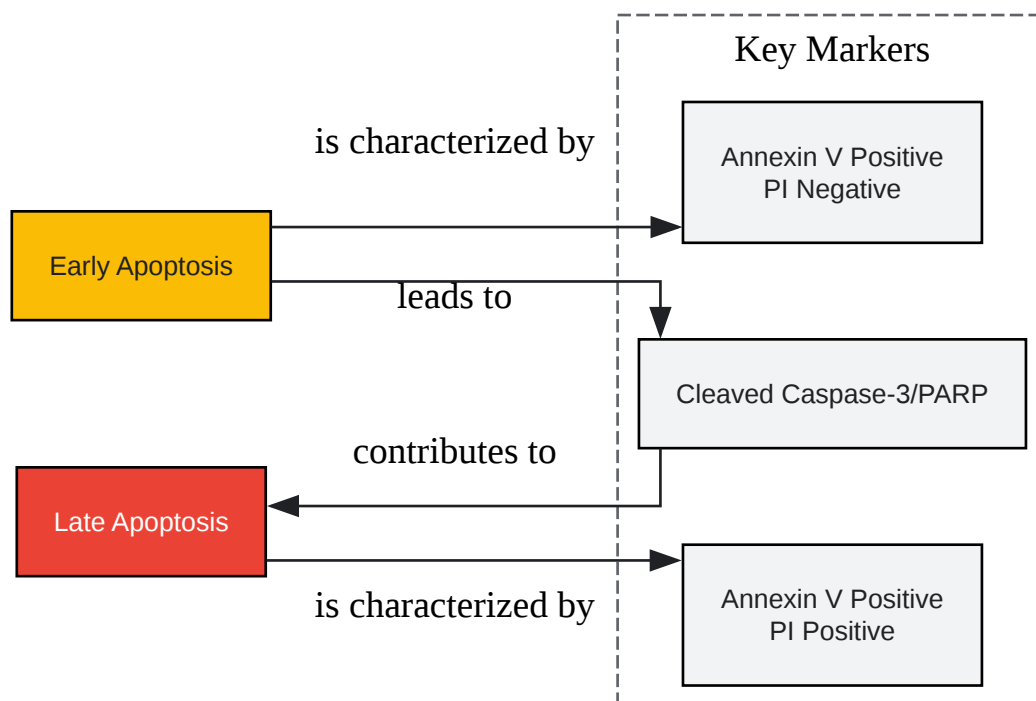 Key Markers
is characterized by
Annexin V Positive
PI Negative
Early Apoptosis
leads to
Cleaved Caspase-3/PARP
contributes to
Late Apoptosis
is characterized by
Annexin V Positive
PI Positive